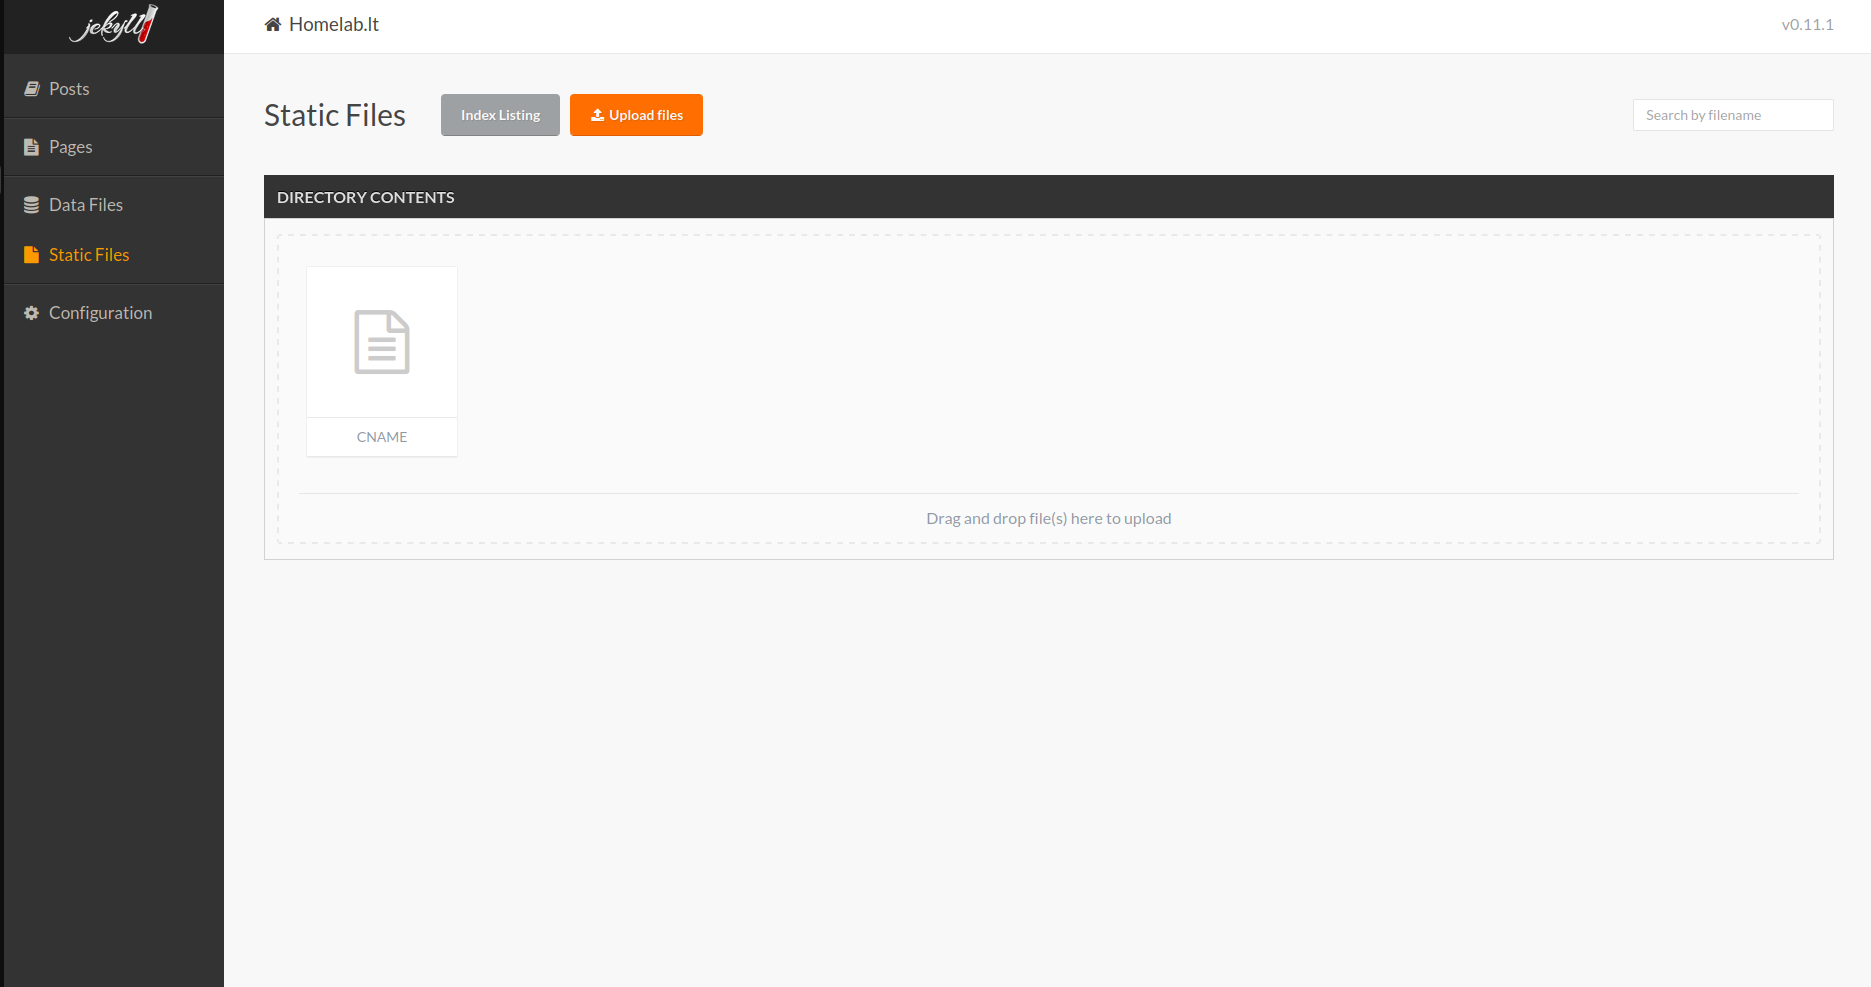 jekyll
Homelab.lt
v0.11.1
Posts
Pages
Data Files
Static Files
Configuration
Static Files
Index Listing
Upload files
Search by filename
DIRECTORY CONTENTS
CNAME
Drag and drop file(s) here to upload